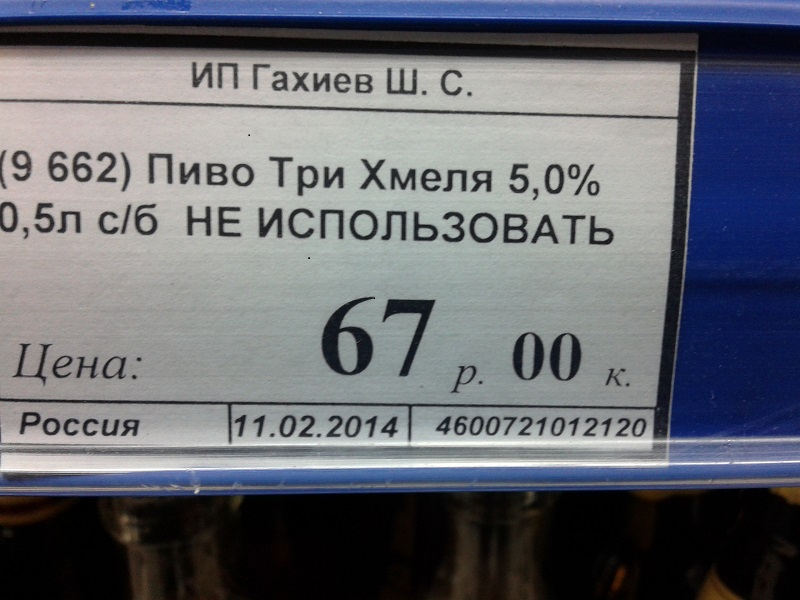 ИП Гахиев Ш. С.
(9 662) Пиво Три Хмеля 5,0%
0,5л с/б НЕ ИСПОЛЬЗОВАТЬ
Цена: 67 р. 00 к.
Россия 11.02.2014 4600721012120